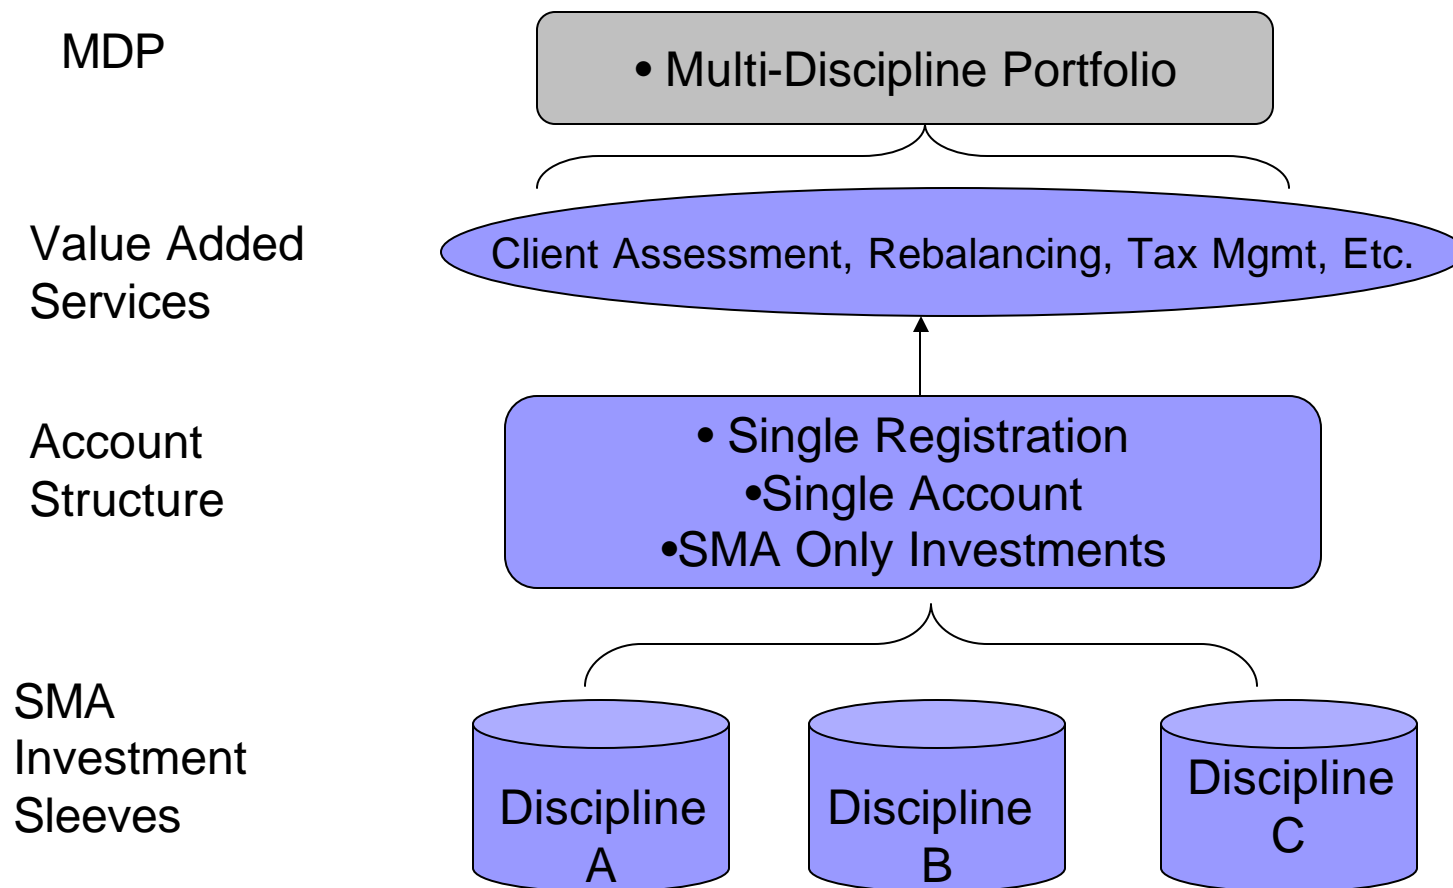 MDP
• Multi-Discipline Portfolio
Value Added
Services
Client Assessment, Rebalancing, Tax Mgmt, Etc.
Account
Structure
• Single Registration
•Single Account
•SMA Only Investments
SMA
Investment
Sleeves
Discipline
A
Discipline
B
Discipline
C